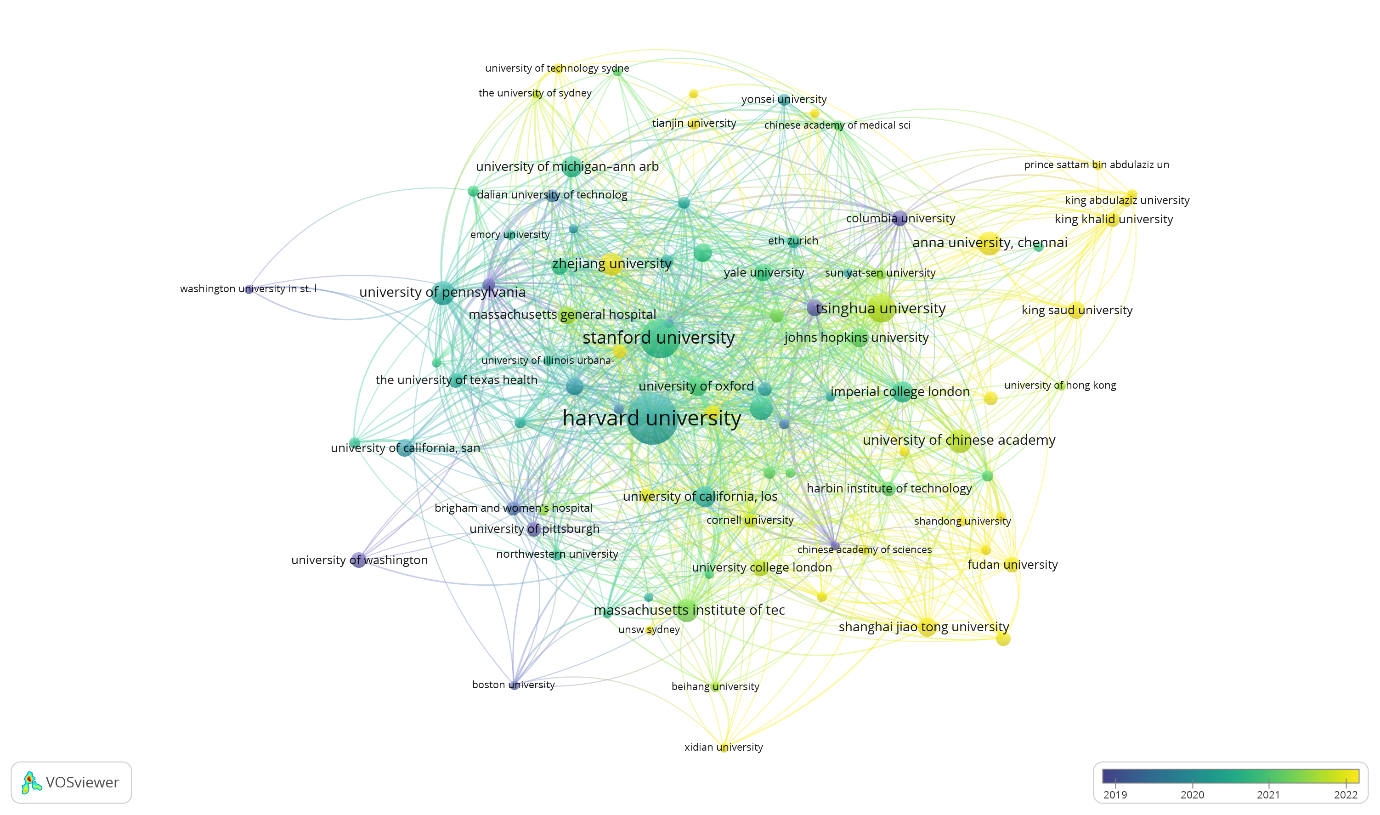 university of technology sydne
the university of sydney
yonsei university
tianjin university
chinese academy of medical sci
university of michigan–ann arb
prince sattam bin abdulaziz un
dalian university of technolog
king abdulaziz university
columbia university
king khalid university
emory university
eth zurich
anna university, chennai
zhejiang university
yale university
sun yat-sen university
washington university in st. l
university of pennsylvania
massachusetts general hospital
tsinghua university
king saud university
stanford university
johns hopkins university
university of illinois urbana-
the university of texas health
university of oxford
imperial college london
university of hong kong
harvard university
university of california, san
university of chinese academy
harbin institute of technology
university of california, los
brigham and women's hospital
cornell university
shandong university
university of pittsburgh
northwestern university
chinese academy of sciences
university of washington
university college london
fudan university
massachusetts institute of tec
unsw sydney
shanghai jiao tong university
boston university
beihang university
xidian university
VOSviewer
2019
2020
2021
2022